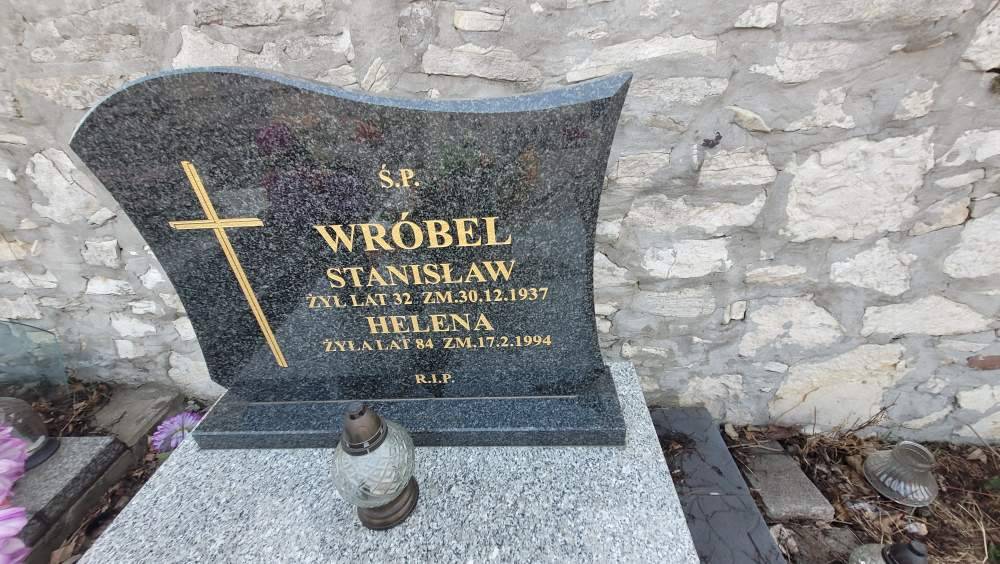 Ś.P.
WRÓBEL
STANISŁAW
ŻYŁ LAT 32 ZM.30.12.1937
HELENA
ŻYŁA LAT 84 ZM.17.2.1994
R.I.P.